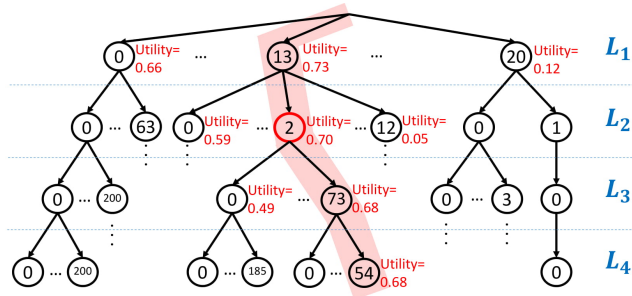 0 Utility= 0.66 ... 13 Utility= 0.73 ... 20 Utility= 0.12 L₁
0 ... 63 0 Utility= 0.59 ... 2 Utility= 0.70 12 Utility= 0.05 0 1 L₂
0 ... 200 0 Utility= 0.49 ... 73 Utility= 0.68 0 ... 3 0 L₃
0 ... 200 0 ... 185 0 ... 54 Utility= 0.68 0 L₄